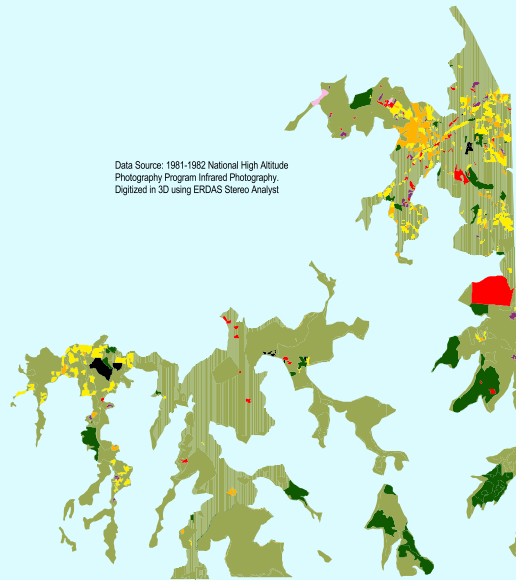 Data Source: 1981-1982 National High Altitude
Photography Program Infrared Photography.
Digitized in 3D using ERDAS Stereo Analyst